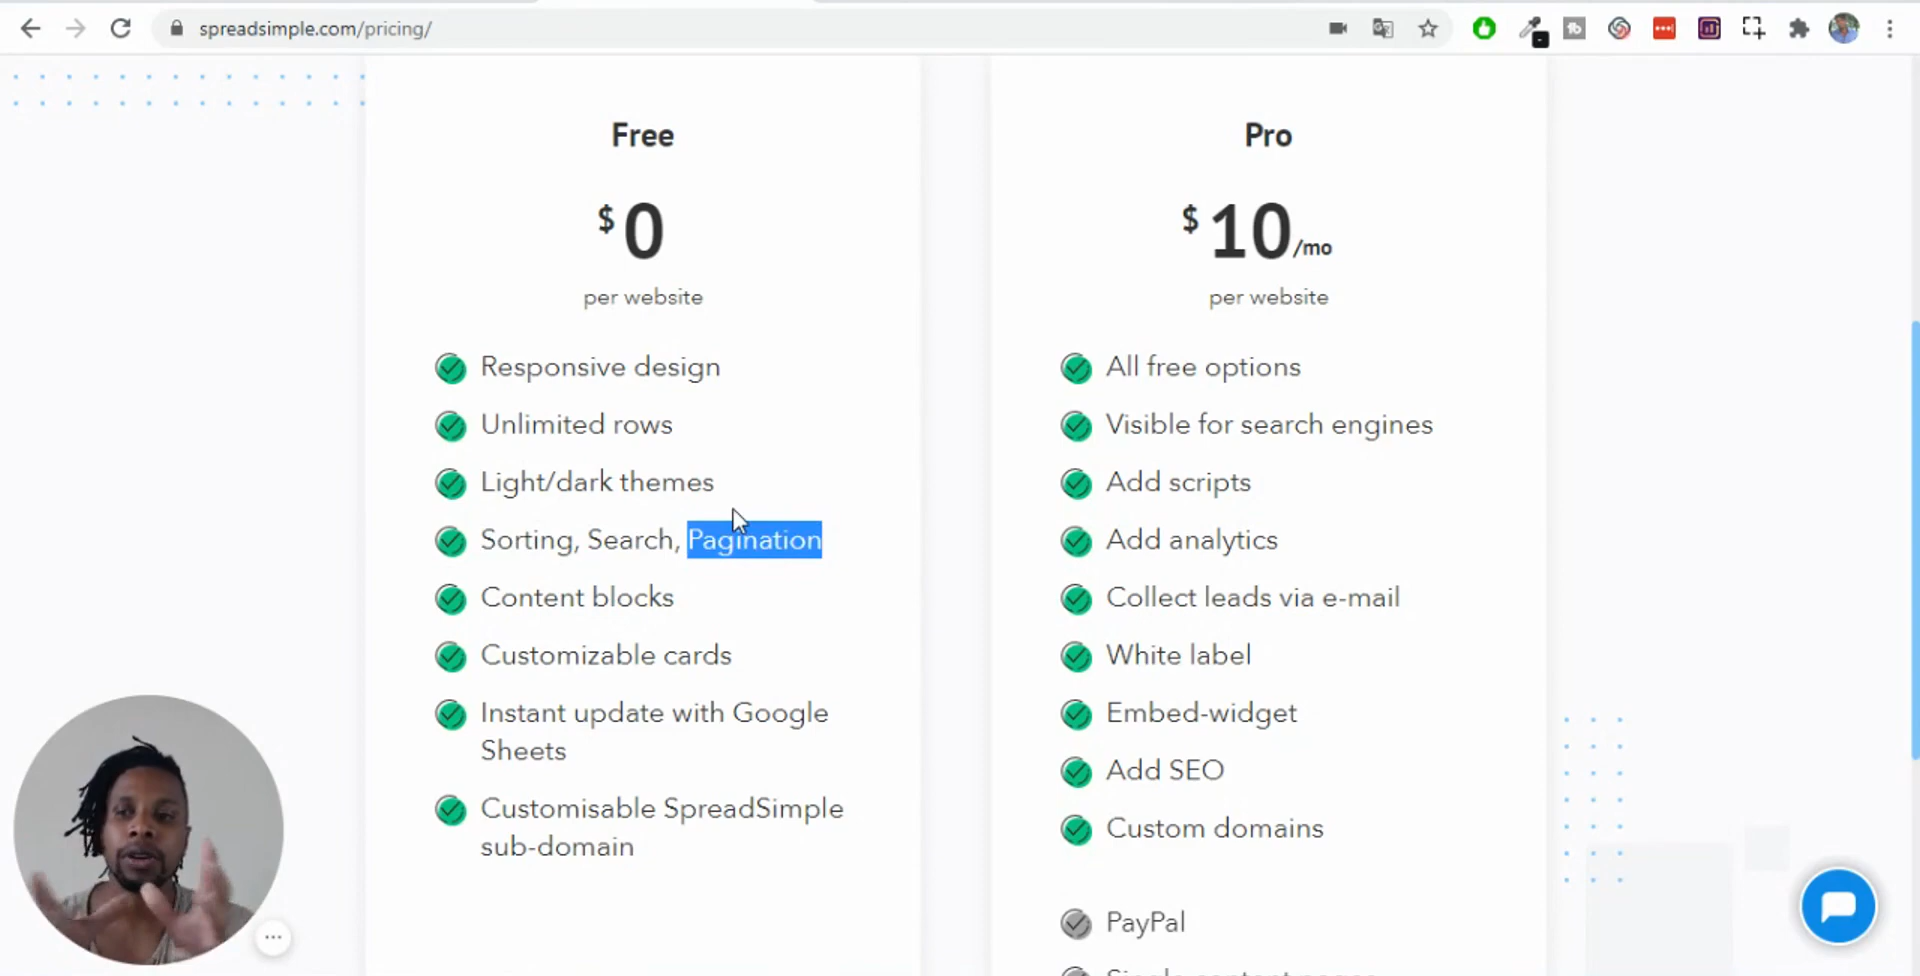 spreadsimple.com/pricing/
Free
$0
per website
Responsive design
Unlimited rows
Light/dark themes
Sorting, Search, Pagination
Content blocks
Customizable cards
Instant update with Google
Sheets
Customisable SpreadSimple
sub-domain
Pro
$10/mo
per website
All free options
Visible for search engines
Add scripts
Add analytics
Collect leads via e-mail
White label
Embed-widget
Add SEO
Custom domains
PayPal
Single content pages